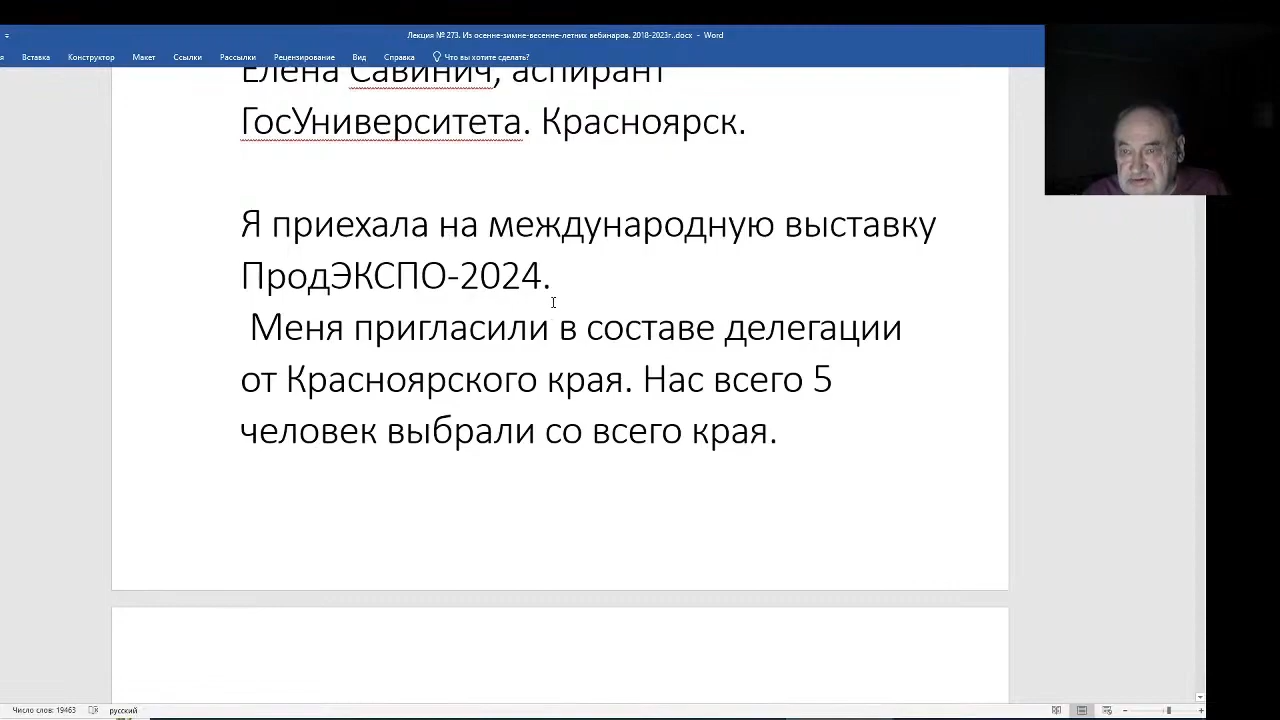 Лекция № 273. Из осенне-зимне-весенне-летних вебинаров. 2018-2023г..docx - Word
Вставка Конструктор Макет Ссылки Рассылки Рецензирование Вид Справка Что вы хотите сделать?
Елена Савинич, аспирант
ГосУниверситета. Красноярск.
Я приехала на международную выставку
ПродЭКСПО-2024.
Меня пригласили в составе делегации
от Красноярского края. Нас всего 5
человек выбрали со всего края.
Число слов: 19463 русский